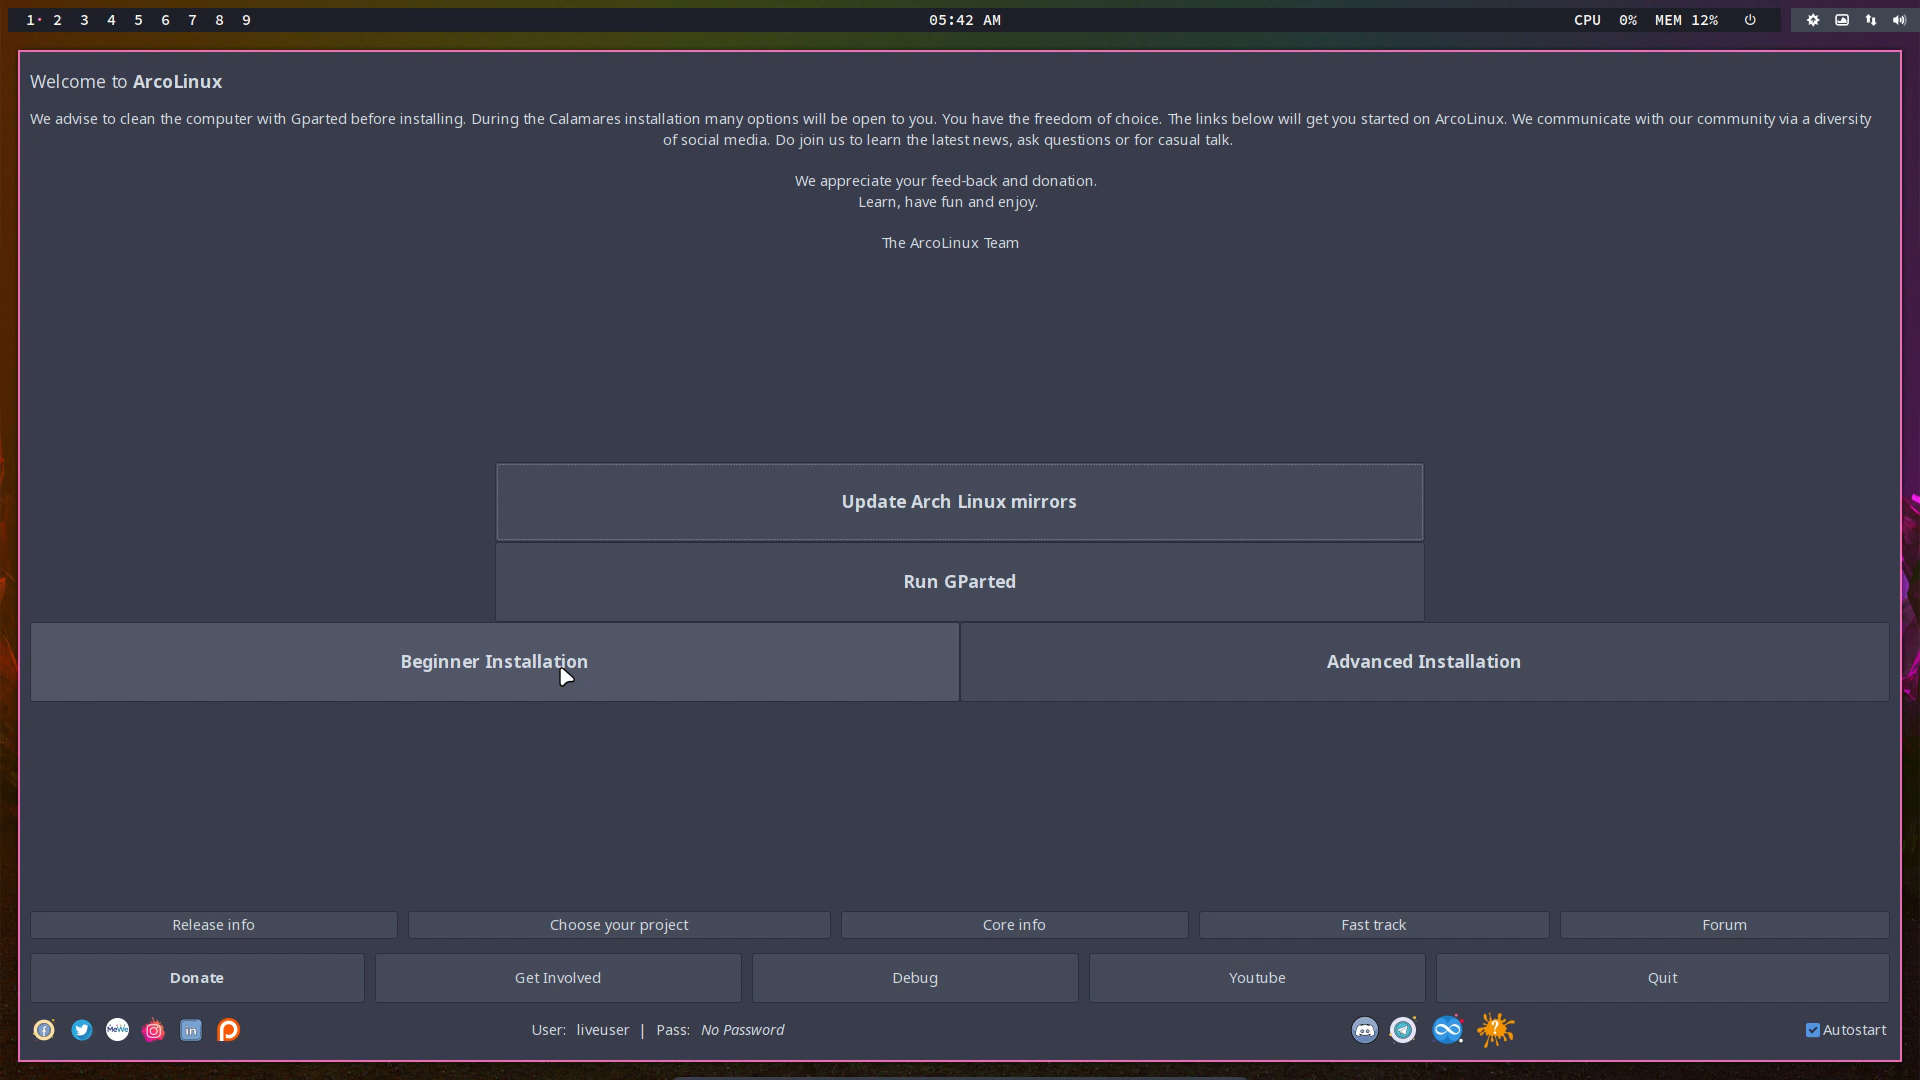 1 2 3 4 5 6 7 8 9
05:42 AM
CPU 0% MEM 12%
Welcome to ArcoLinux
We advise to clean the computer with Gparted before installing. During the Calamares installation many options will be open to you. You have the freedom of choice. The links below will get you started on ArcoLinux. We communicate with our community via a diversity
of social media. Do join us to learn the latest news, ask questions or for casual talk.
We appreciate your feed-back and donation.
Learn, have fun and enjoy.
The ArcoLinux Team
Update Arch Linux mirrors
Run GParted
Beginner Installation
Advanced Installation
Release info
Choose your project
Core info
Fast track
Forum
Donate
Get Involved
Debug
Youtube
Quit
MeWe
in
User: liveuser | Pass: No Password
?
Autostart